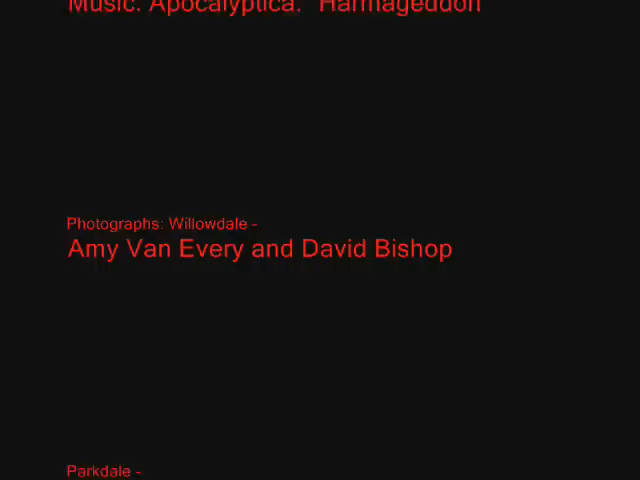 Music: Apocalyptica. "Harmageddon
Photographs: Willowdale -
Amy Van Every and David Bishop
Parkdale -